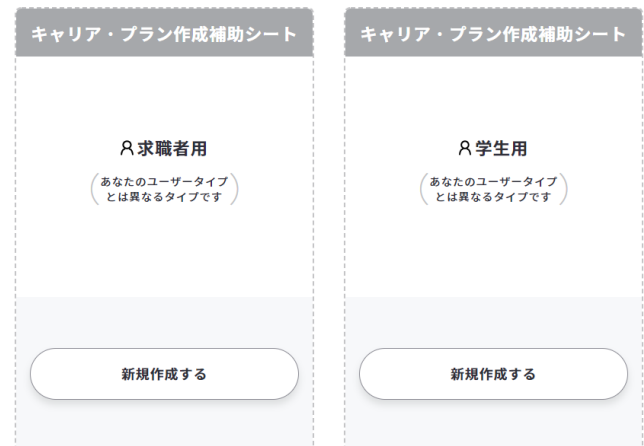 キャリア・プラン作成補助シート
求職者用
あなたのユーザータイプ
とは異なるタイプです
新規作成する
キャリア・プラン作成補助シート
学生用
あなたのユーザータイプ
とは異なるタイプです
新規作成する